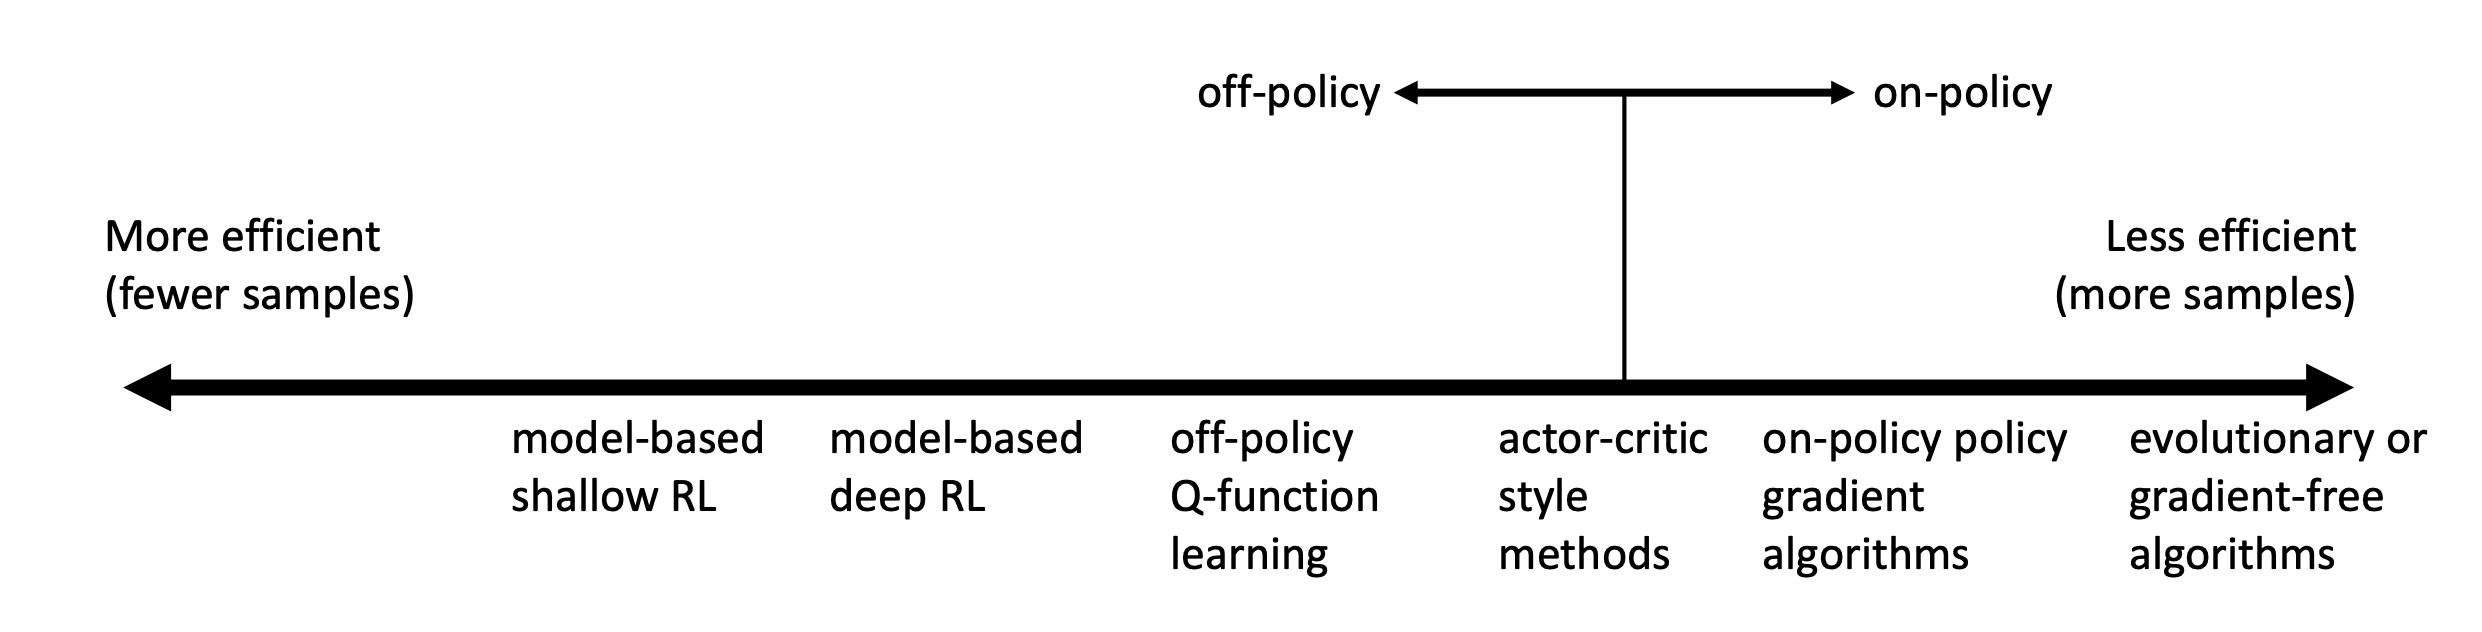 off-policy
on-policy
More efficient
(fewer samples)
Less efficient
(more samples)
model-based
shallow RL
model-based
deep RL
off-policy
Q-function
learning
actor-critic
style
methods
on-policy policy
gradient
algorithms
evolutionary or
gradient-free
algorithms